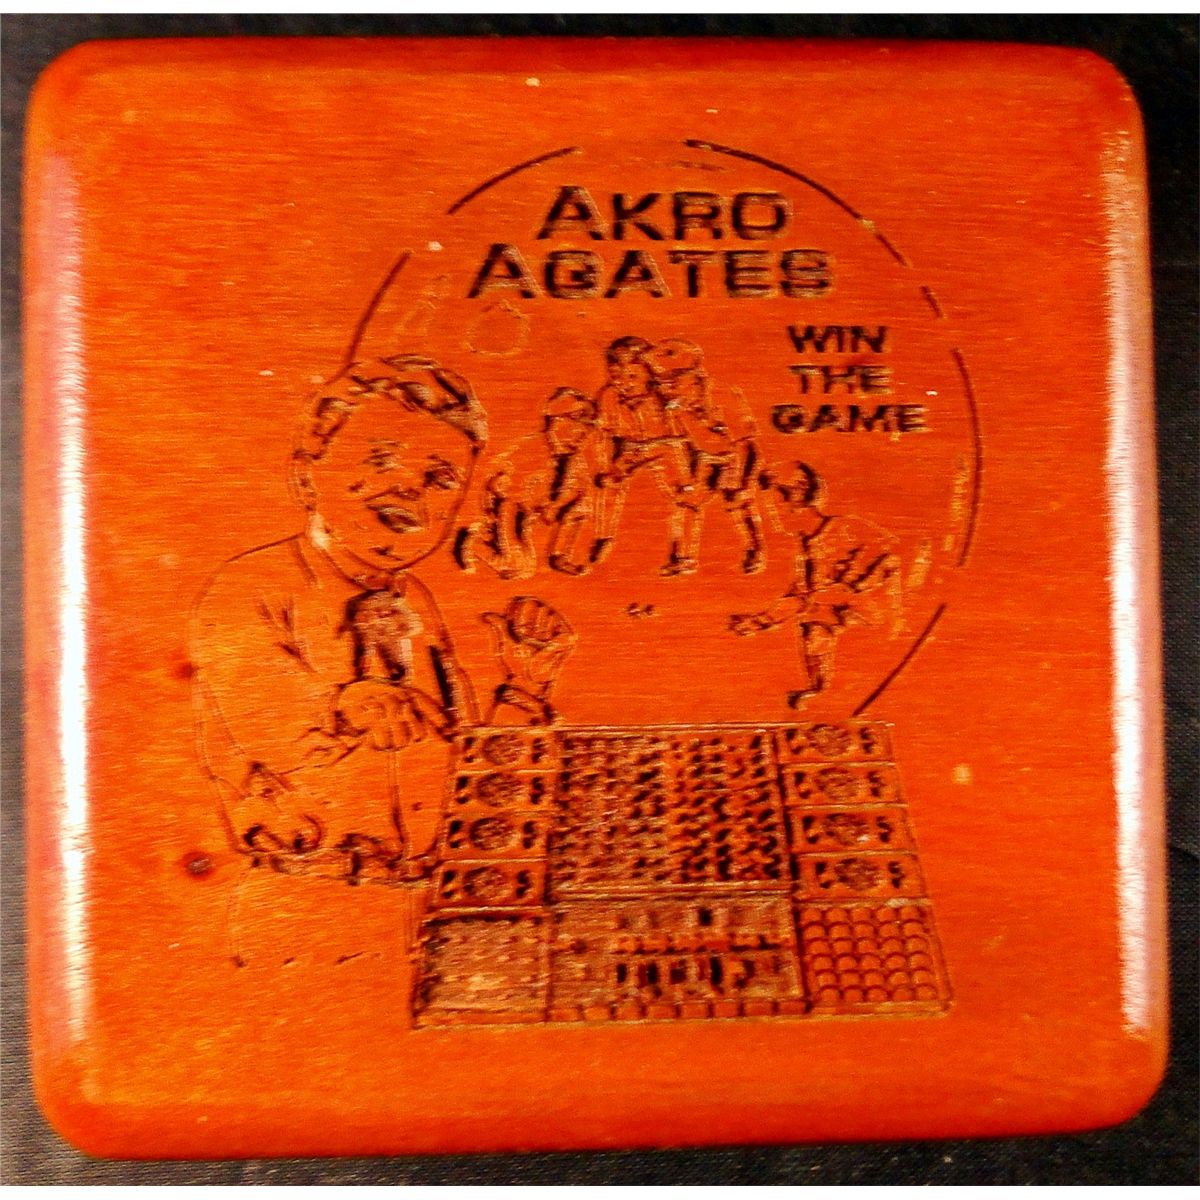 AKRO
AGATES
WIN
THE
GAME